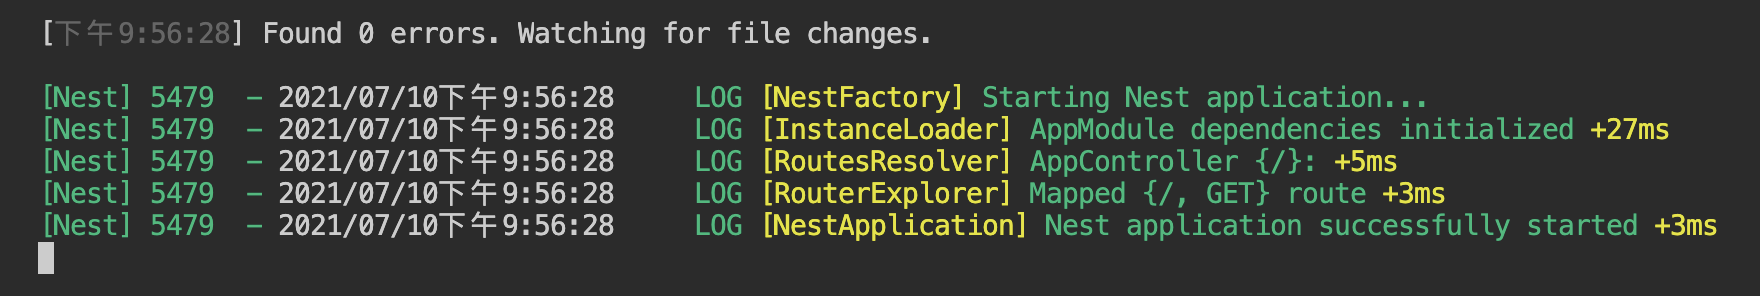 [下午9:56:28] Found 0 errors. Watching for file changes.
[Nest] 5479  - 2021/07/10下午9:56:28     LOG [NestFactory] Starting Nest application...
[Nest] 5479  - 2021/07/10下午9:56:28     LOG [InstanceLoader] AppModule dependencies initialized +27ms
[Nest] 5479  - 2021/07/10下午9:56:28     LOG [RoutesResolver] AppController {/}: +5ms
[Nest] 5479  - 2021/07/10下午9:56:28     LOG [RouterExplorer] Mapped {/, GET} route +3ms
[Nest] 5479  - 2021/07/10下午9:56:28     LOG [NestApplication] Nest application successfully started +3ms